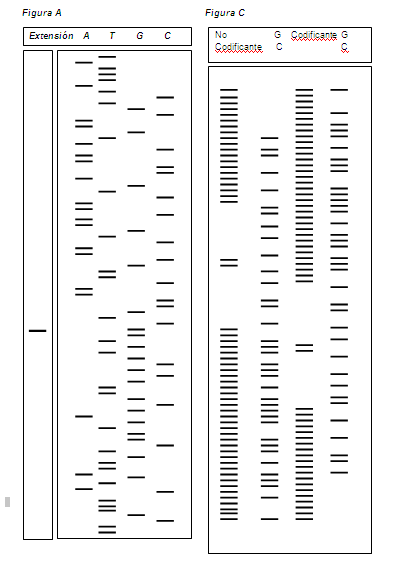 Figura A
Figura C
Extensión A T G C
No G Codificante G
Codificante C C